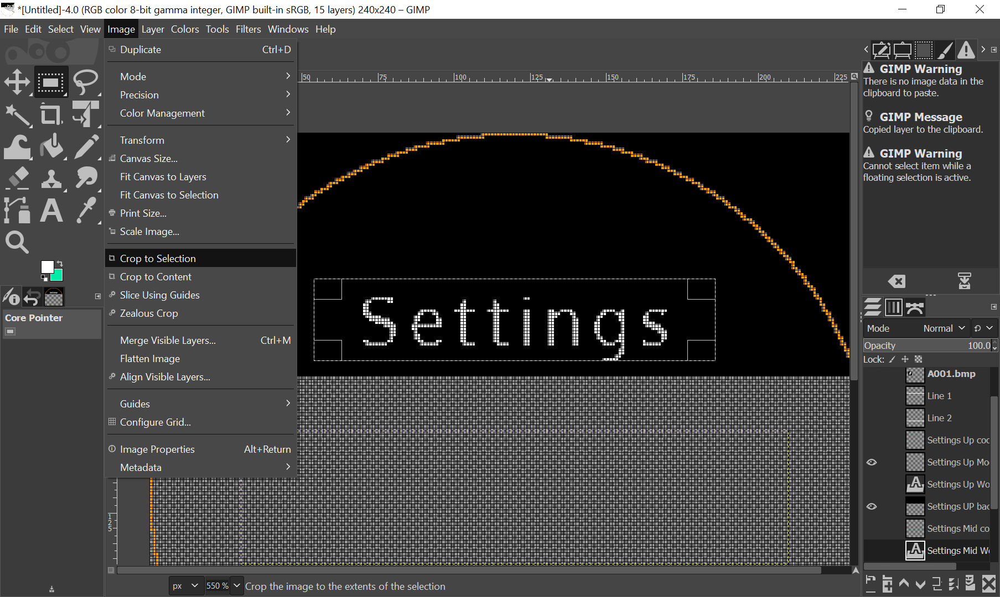 *[Untitled]-4.0 (RGB color 8-bit gamma integer, GIMP built-in sRGB, 15 layers) 240x240 – GIMP
File Edit Select View Image Layer Colors Tools Filters Windows Help
Duplicate Ctrl+D
Mode
Precision
Color Management
Transform
Canvas Size...
Fit Canvas to Layers
Fit Canvas to Selection
Print Size...
Scale Image...
Crop to Selection
Crop to Content
Slice Using Guides
Zealous Crop
Merge Visible Layers... Ctrl+M
Flatten Image
Align Visible Layers...
Guides
Configure Grid...
Image Properties Alt+Return
Metadata
Core Pointer
50 75 100 125 150 175 200 225
Settings
125
px 550 % Crop the image to the extents of the selection
GIMP Warning
There is no image data in the
clipboard to paste.
GIMP Message
Copied layer to the clipboard.
GIMP Warning
Cannot select item while a
floating selection is active.
Mode Normal
Opacity 100.0
Lock:
A001.bmp
Line 1
Line 2
Settings Up coo
Settings Up Mo
Settings Up Wo
Settings UP bac
Settings Mid co
Settings Mid Wo